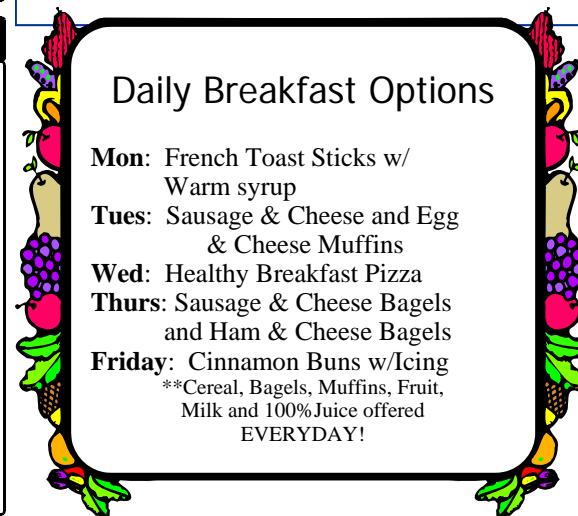 Daily Breakfast Options
Mon: French Toast Sticks w/
Warm syrup
Tues: Sausage & Cheese and Egg
& Cheese Muffins
Wed: Healthy Breakfast Pizza
Thurs: Sausage & Cheese Bagels
and Ham & Cheese Bagels
Friday: Cinnamon Buns w/Icing
**Cereal, Bagels, Muffins, Fruit,
Milk and 100%Juice offered
EVERYDAY!